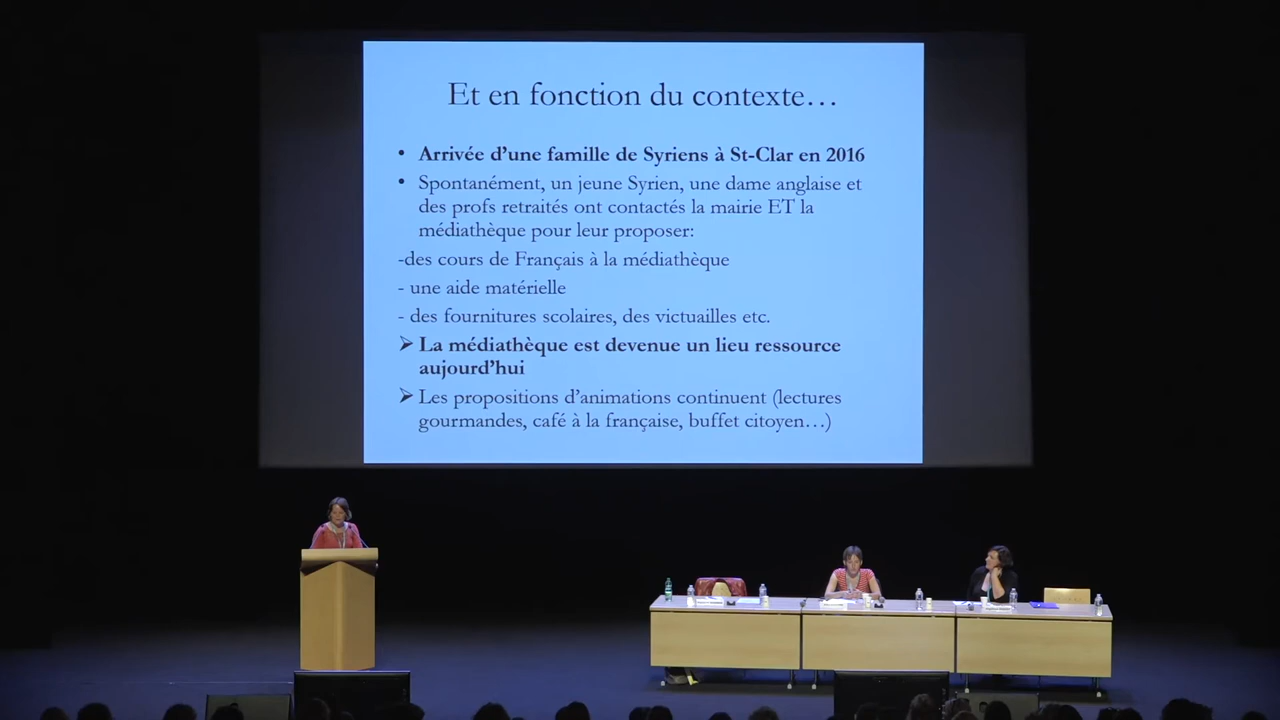 Et en fonction du contexte…
• Arrivée d'une famille de Syriens à St-Clar en 2016
• Spontanément, un jeune Syrien, une dame anglaise et
des profs retraités ont contactés la mairie ET la
médiathèque pour leur proposer:
-des cours de Français à la médiathèque
- une aide matérielle
- des fournitures scolaires, des victuailles etc.
➢ La médiathèque est devenue un lieu ressource
aujourd'hui
➢ Les propositions d'animations continuent (lectures
gourmandes, café à la française, buffet citoyen…)